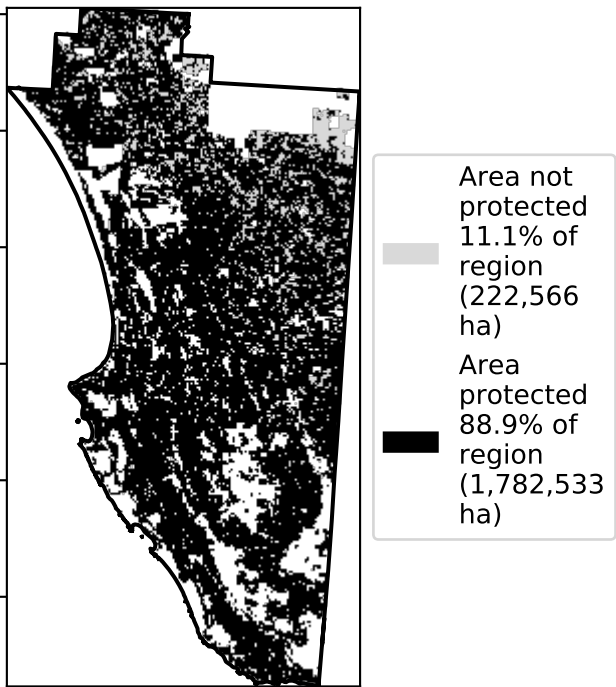 Area not
protected
11.1% of
region
(222,566
ha)
Area
protected
88.9% of
region
(1,782,533
ha)